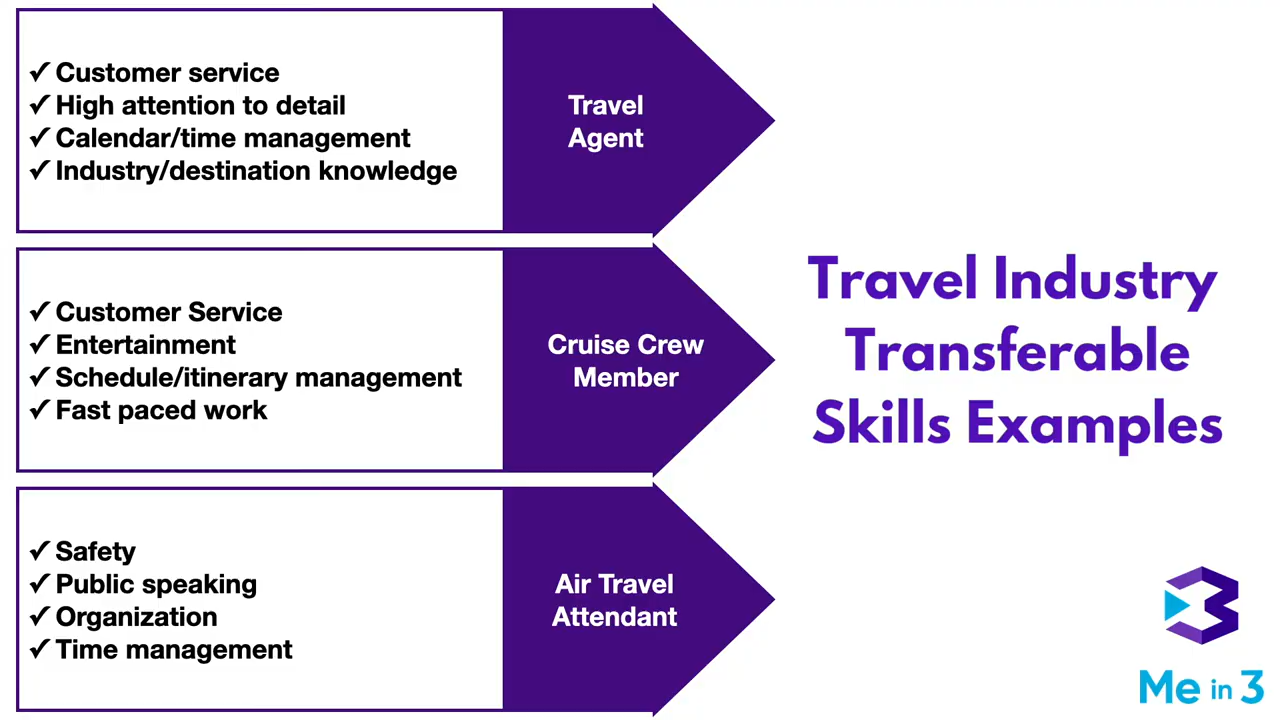 ✓ Customer service
✓ High attention to detail
✓ Calendar/time management
✓ Industry/destination knowledge
Travel
Agent
✓ Customer Service
✓ Entertainment
✓ Schedule/itinerary management
✓ Fast paced work
Cruise Crew
Member
✓ Safety
✓ Public speaking
✓ Organization
✓ Time management
Air Travel
Attendant
Travel Industry
Transferable
Skills Examples
Me in 3